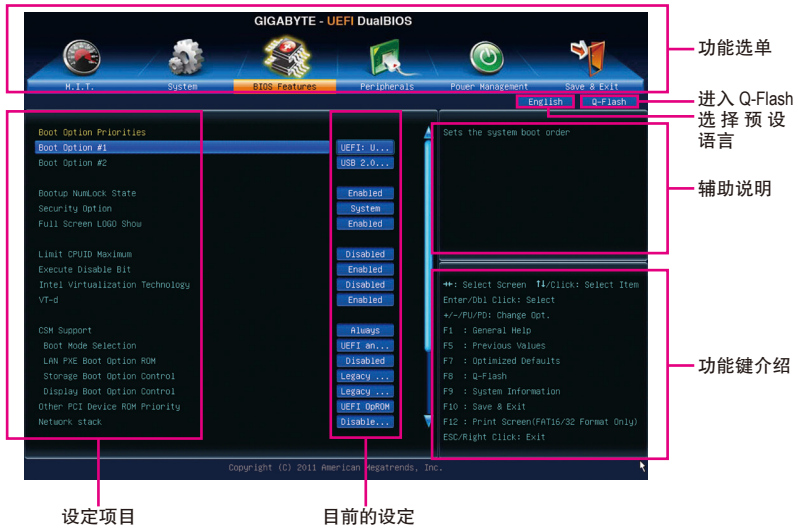 GIGABYTE - UEFI DualBIOS
M.I.T.
System
BIOS Features
Peripherals
Power Management
Save & Exit
功能选单
English
Q-Flash
进入 Q-Flash
选择预设
语言
Boot Option Priorities
Boot Option #1
UEFI: U...
Boot Option #2
USB 2.0...
Bootup NumLock State
Enabled
Security Option
System
Full Screen LOGO Show
Enabled
Limit CPUID Maximum
Disabled
Execute Disable Bit
Enabled
Intel Virtualization Technology
Disabled
VT-d
Enabled
CSM Support
Always
Boot Mode Selection
UEFI an...
LAN PXE Boot Option ROM
Disabled
Storage Boot Option Control
Legacy ...
Display Boot Option Control
Legacy ...
Other PCI Device ROM Priority
UEFI OpROM
Network stack
Disable...
Sets the system boot order
辅助说明
→←: Select Screen ↑↓/Click: Select Item
Enter/Dbl Click: Select
+/-/PU/PD: Change Opt.
F1 : General Help
F5 : Previous Values
F7 : Optimized Defaults
F8 : Q-Flash
F9 : System Information
F10 : Save & Exit
F12 : Print Screen(FAT16/32 Format Only)
ESC/Right Click: Exit
功能键介绍
Copyright (C) 2011 American Megatrends, Inc.
设定项目
目前的设定